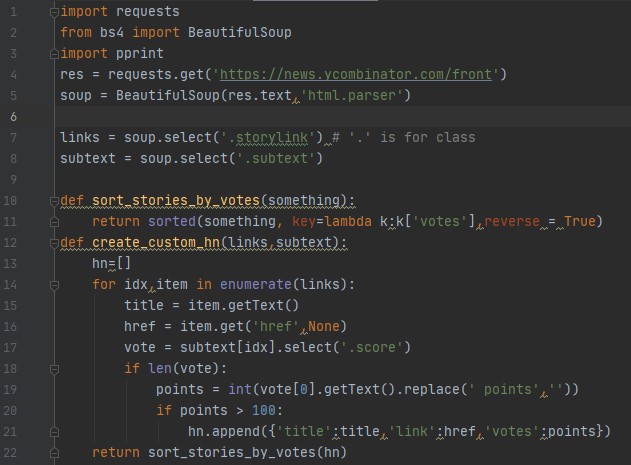 1 import requests
2 from bs4 import BeautifulSoup
3 import pprint
4 res = requests.get('https://news.ycombinator.com/front')
5 soup = BeautifulSoup(res.text,'html.parser')
6
7 links = soup.select('.storylink') # '.' is for class
8 subtext = soup.select('.subtext')
9
10 def sort_stories_by_votes(something):
11     return sorted(something, key=lambda k:k['votes'],reverse = True)
12 def create_custom_hn(links,subtext):
13     hn=[]
14     for idx,item in enumerate(links):
15         title = item.getText()
16         href = item.get('href',None)
17         vote = subtext[idx].select('.score')
18         if len(vote):
19             points = int(vote[0].getText().replace(' points',''))
20             if points > 100:
21                 hn.append({'title':title,'link':href,'votes':points})
22     return sort_stories_by_votes(hn)